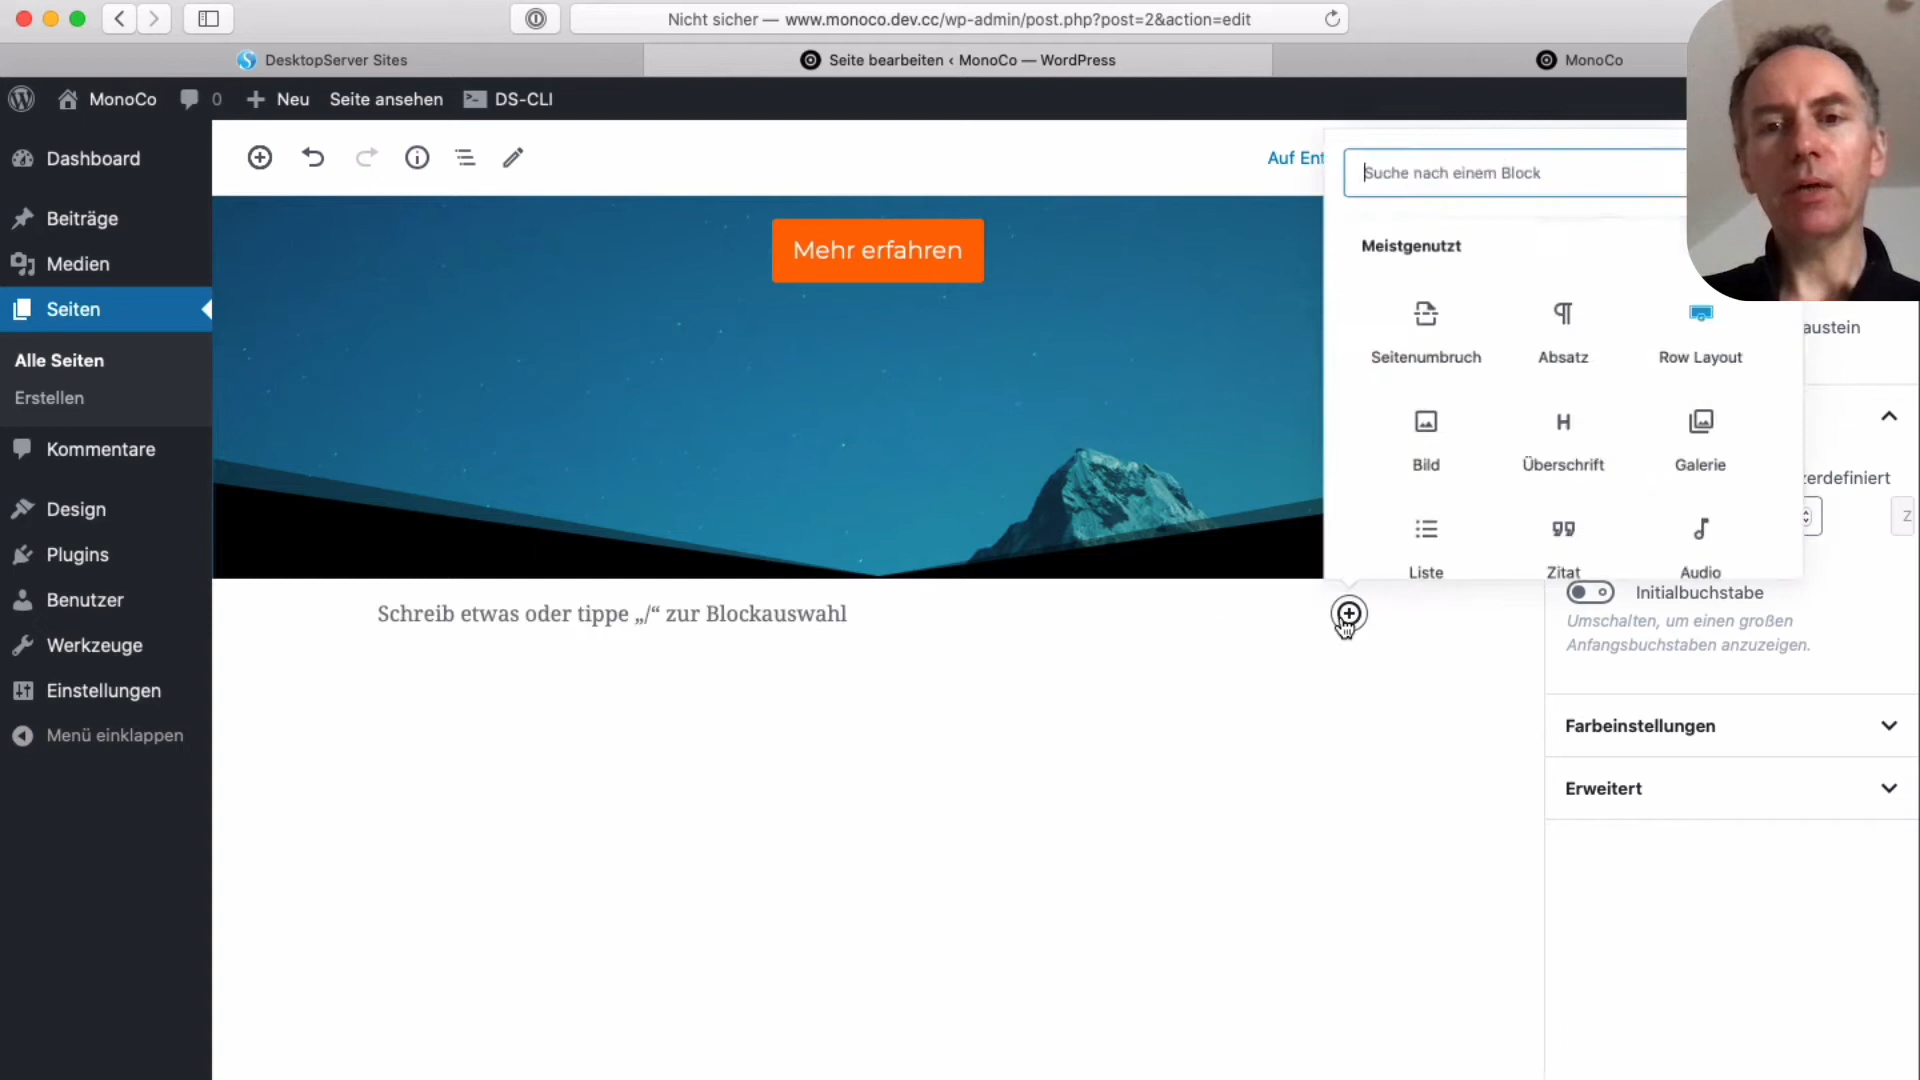 Nicht sicher — www.monoco.dev.cc/wp-admin/post.php?post=2&action=edit
DesktopServer Sites
Seite bearbeiten ‹ MonoCo — WordPress
MonoCo
MonoCo
0
Neu
Seite ansehen
DS-CLI
Dashboard
Beiträge
Medien
Seiten
Alle Seiten
Erstellen
Kommentare
Design
Plugins
Benutzer
Werkzeuge
Einstellungen
Menü einklappen
Auf Ent
Mehr erfahren
Schreib etwas oder tippe „/“ zur Blockauswahl
Suche nach einem Block
Meistgenutzt
Seitenumbruch
Absatz
Row Layout
Bild
Überschrift
Galerie
Liste
Zitat
Audio
austein
zerdefiniert
Z
Initialbuchstabe
Umschalten, um einen großen
Anfangsbuchstaben anzuzeigen.
Farbeinstellungen
Erweitert